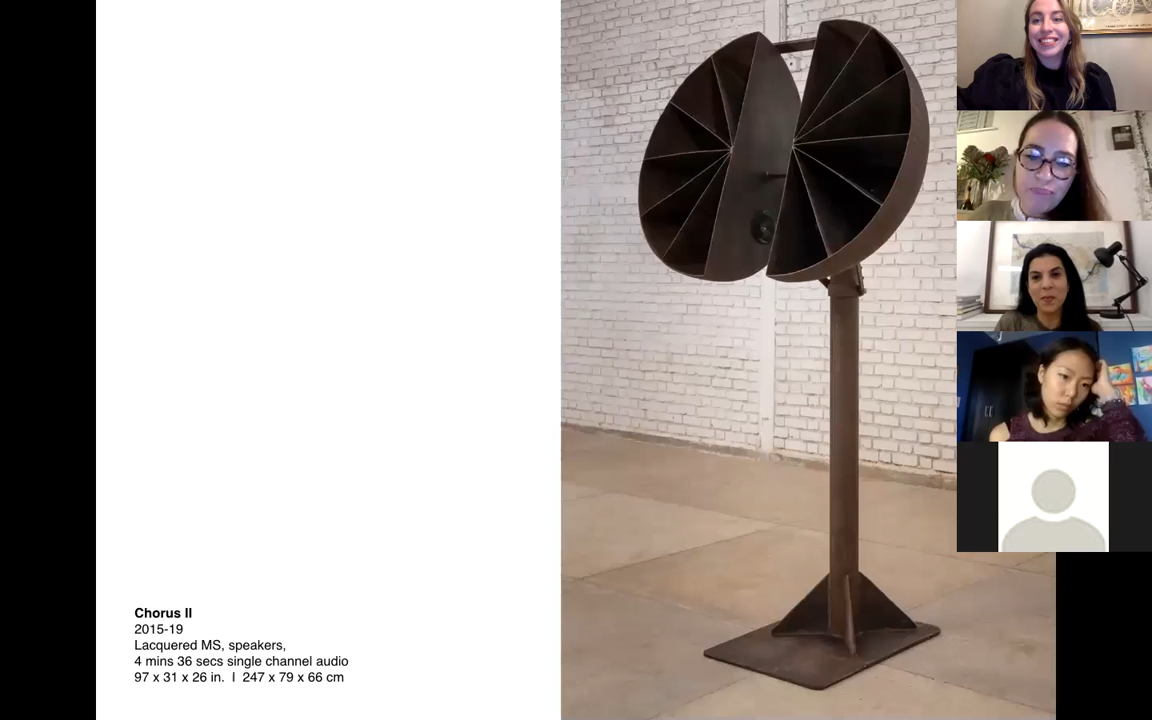 Chorus II
2015-19
Lacquered MS, speakers,
4 mins 36 secs single channel audio
97 x 31 x 26 in. I 247 x 79 x 66 cm